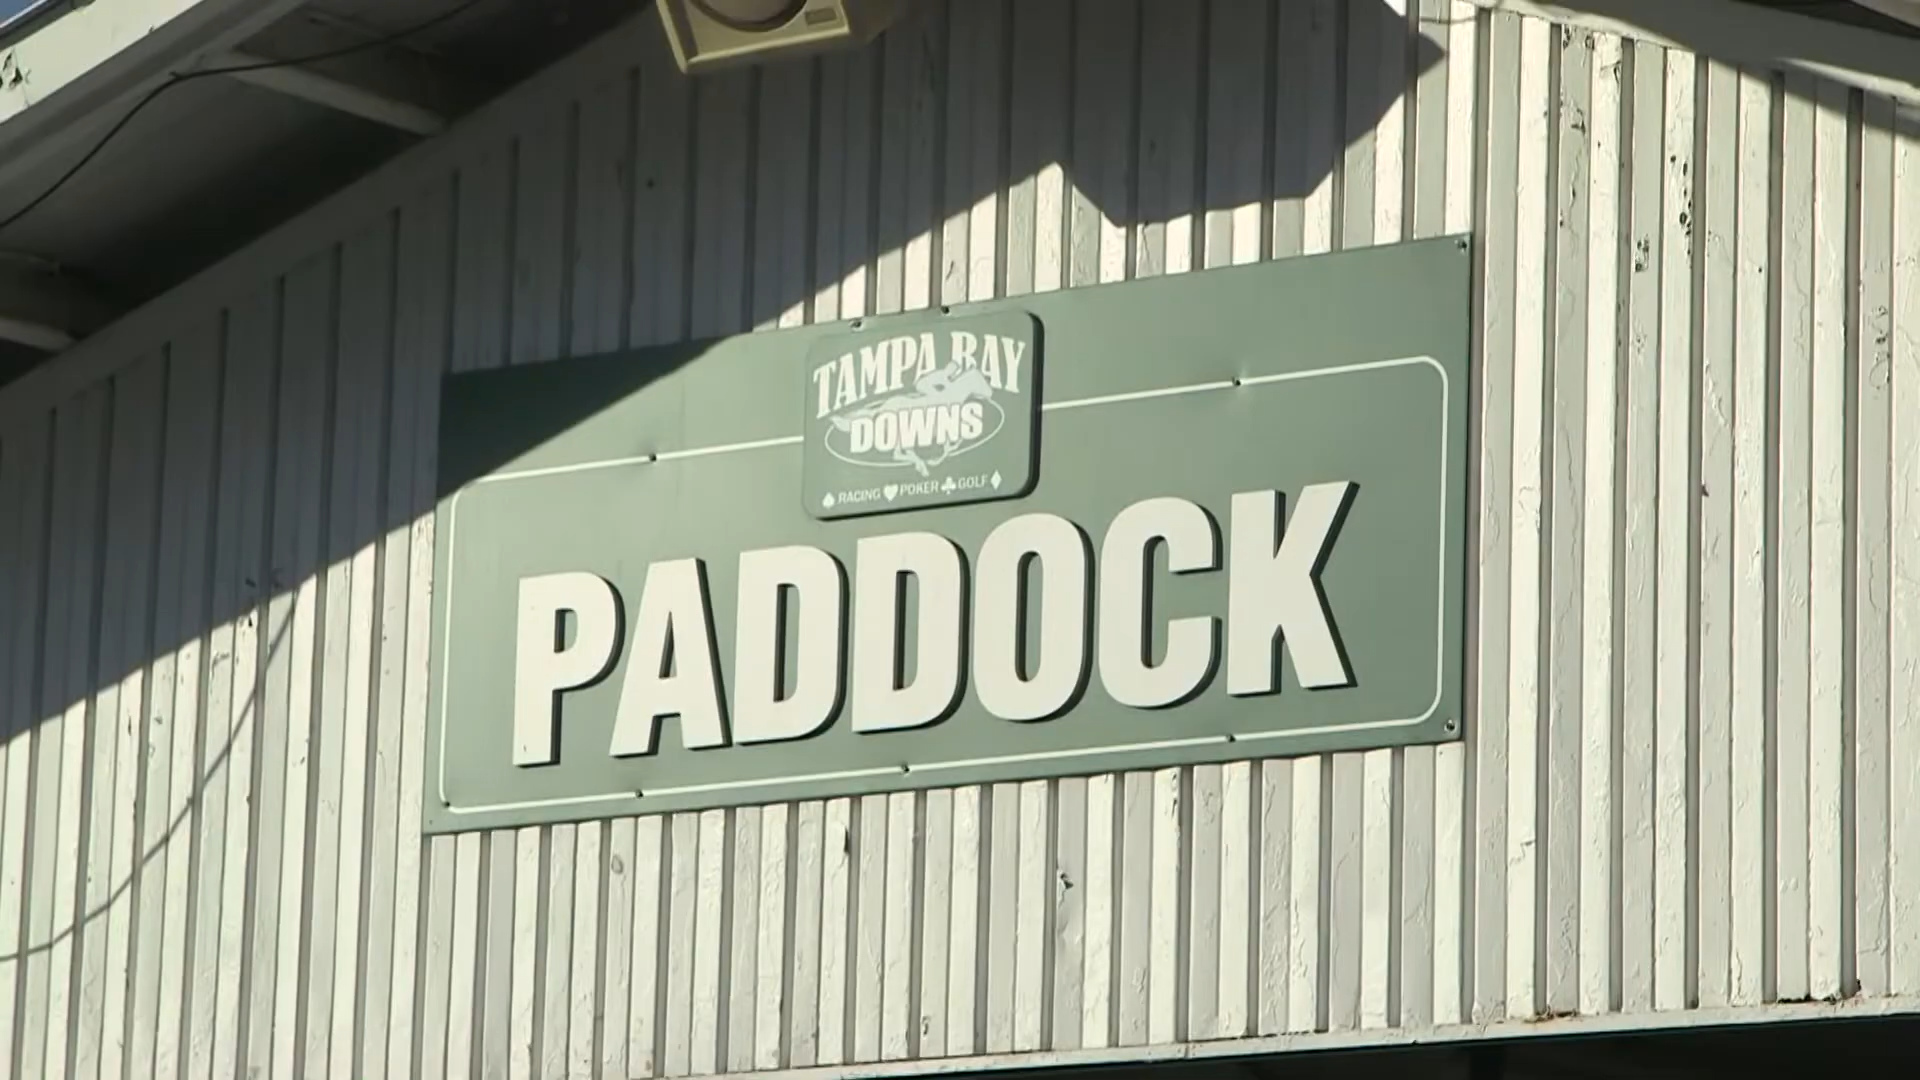 TAMPA BAY
DOWNS
♠ RACING ♥ POKER ♣ GOLF ♦
PADDOCK